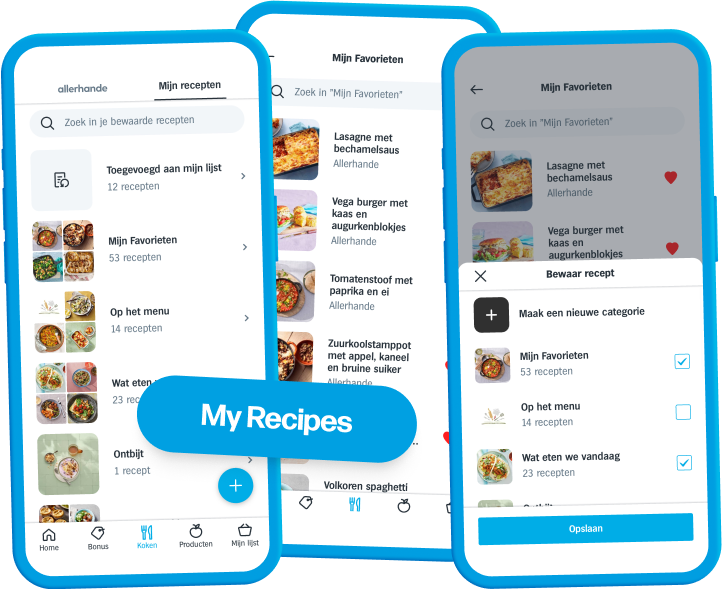 allerhande
Mijn recepten
Zoek in je bewaarde recepten
Toegevoegd aan mijn lijst
12 recepten
Mijn Favorieten
53 recepten
Op het menu
14 recepten
Wat eten
23
Ontbijt
1 recept
Home
Bonus
Koken
Producten
Mijn lijst
My Recipes
Mijn Favorieten
Zoek in "Mijn Favorieten"
Lasagne met
bechamelsaus
Allerhande
Vega burger met
kaas en
augurkenblokjes
Allerhande
Tomatenstoof met
paprika en ei
Allerhande
Zuurkoolstamppot
met appel, kaneel
en bruine suiker
Allerhande
Volkoren spaghetti
Mijn Favorieten
Zoek in "Mijn Favorieten"
Lasagne met
bechamelsaus
Allerhande
Vega burger met
kaas en
augurkenblokjes
Bewaar recept
Maak een nieuwe categorie
Mijn Favorieten
53 recepten
Op het menu
14 recepten
Wat eten we vandaag
23 recepten
Ontbijt
Opslaan